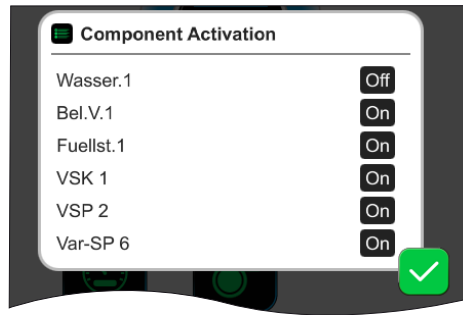 Component Activation
Wasser.1 Off
Bel.V.1 On
Fuellst.1 On
VSK 1 On
VSP 2 On
Var-SP 6 On